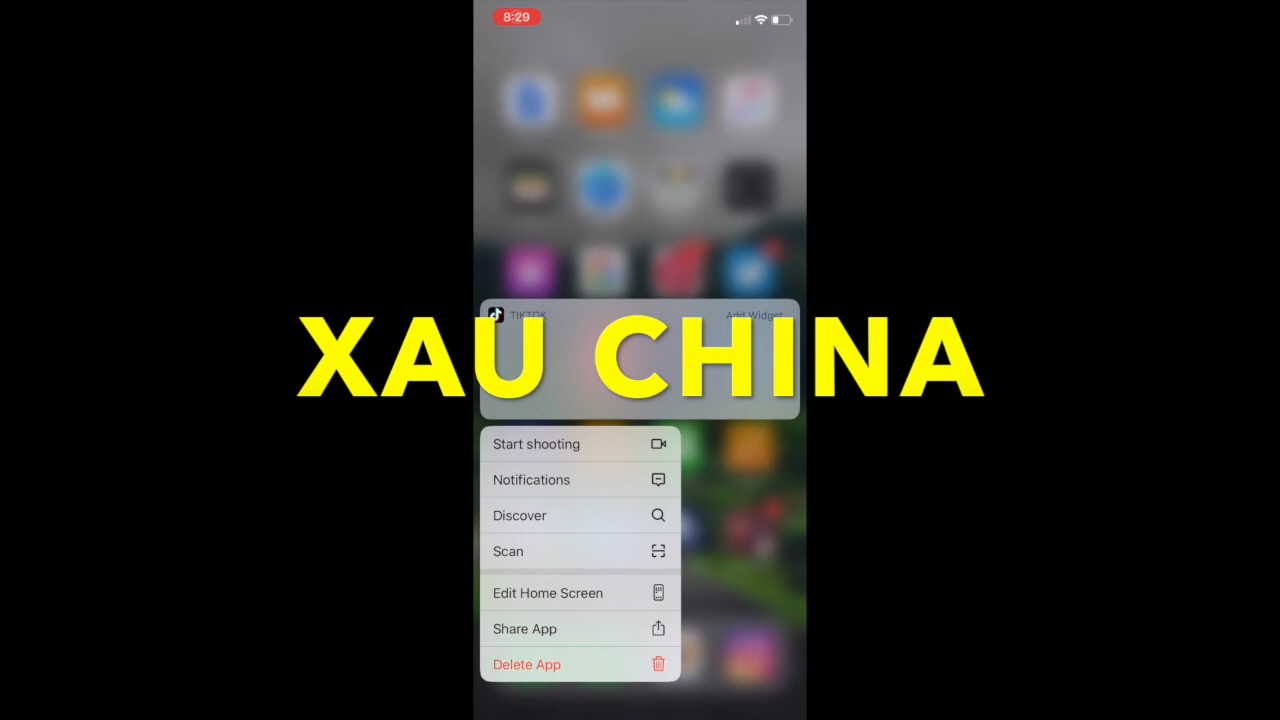 8:29
TIKTOK
Add Widget
XAU CHINA
Start shooting
Notifications
Discover
Scan
Edit Home Screen
Share App
Delete App